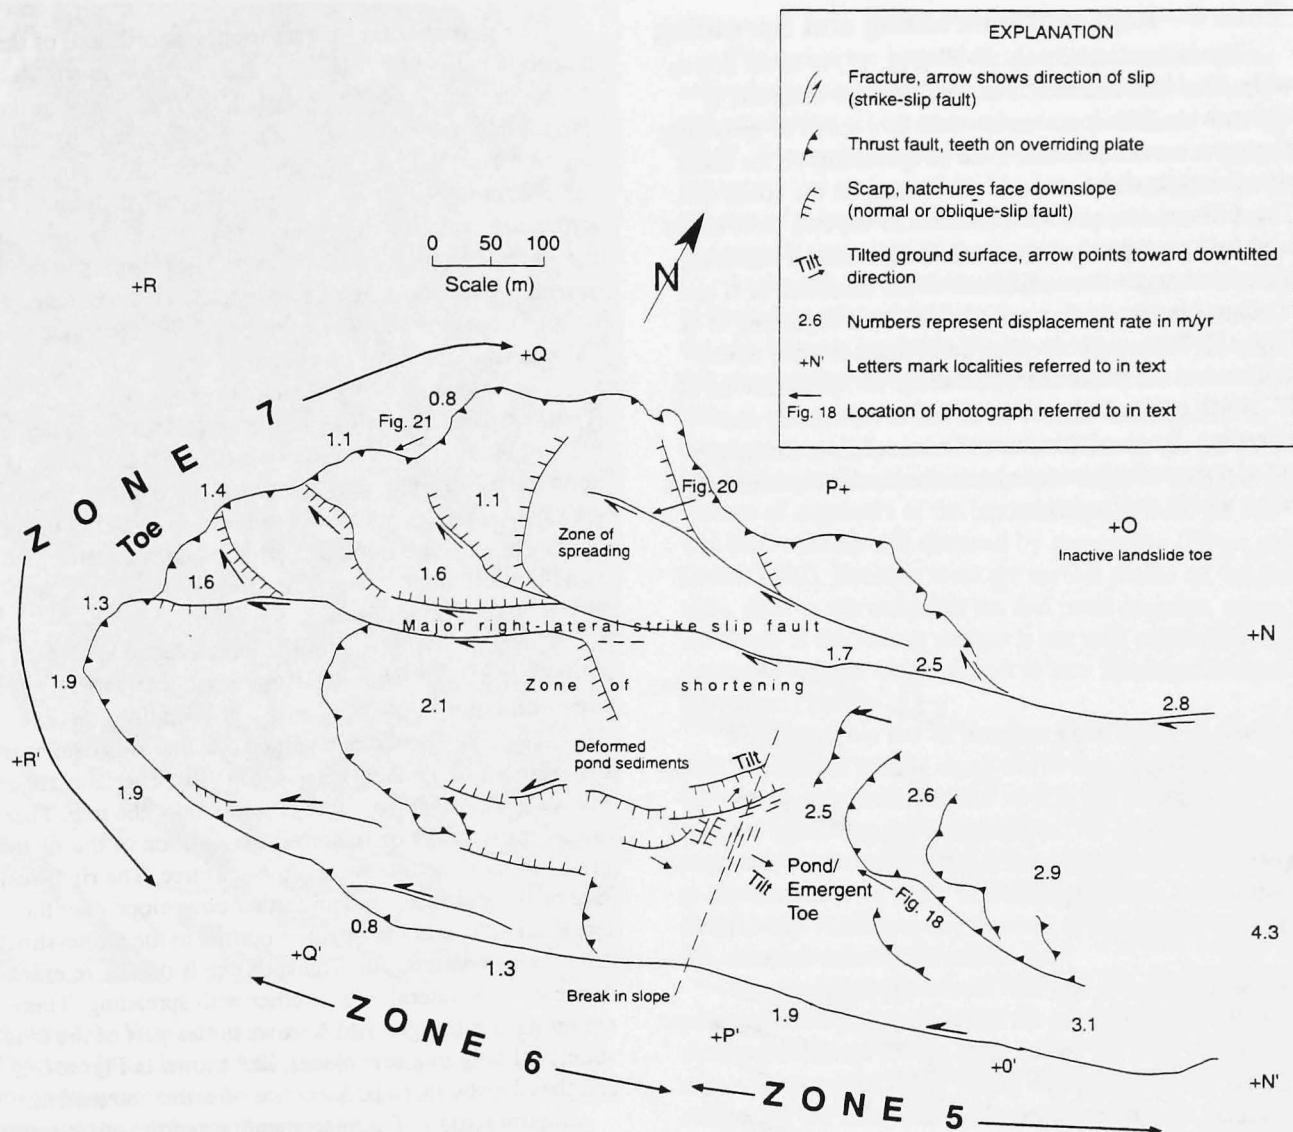 EXPLANATION
Fracture, arrow shows direction of slip
(strike-slip fault)
Thrust fault, teeth on overriding plate
Scarp, hatchures face downslope
(normal or oblique-slip fault)
Tilt
Tilted ground surface, arrow points toward downtilted
direction
2.6 Numbers represent displacement rate in m/yr
+N' Letters mark localities referred to in text
Fig. 18 Location of photograph referred to in text
0 50 100
Scale (m)
N
+R
+Q
ZONE 7
0.8
Fig. 21
1.1
1.4
Toe
1.1
Fig. 20
P+
+O
Inactive landslide toe
Zone of
spreading
1.6
1.6
1.3
Major right-lateral strike slip fault
+N
1.7
2.5
1.9
2.1
Zone of shortening
2.8
Deformed
pond sediments
Tilt
+R'
1.9
2.5
2.6
Pond/
Emergent
Toe
Tilt
2.9
Fig. 18
0.8
4.3
+Q'
1.3
Break in slope
1.9
3.1
+P'
+0'
+N'
ZONE 6
ZONE 5